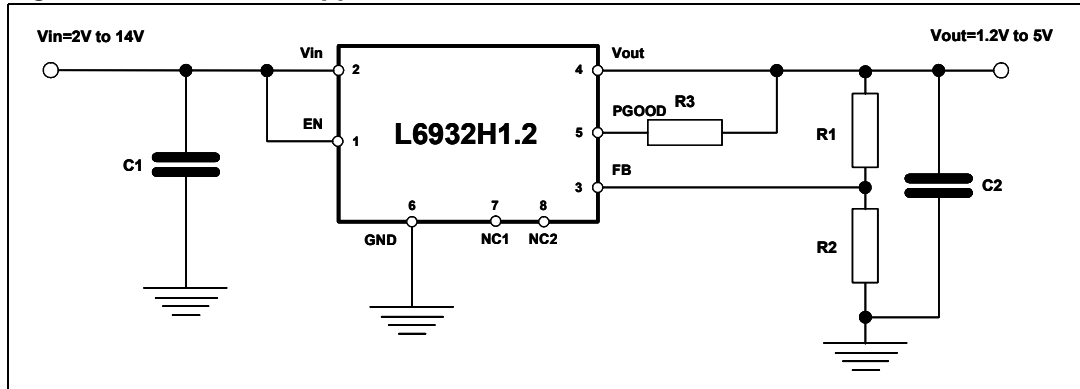 Vin=2V to 14V
Vout=1.2V to 5V
Vin
Vout
2
4
PGOOD
R3
EN
L6932H1.2
5
R1
1
C1
FB
3
C2
6
7
8
GND
NC1
NC2
R2